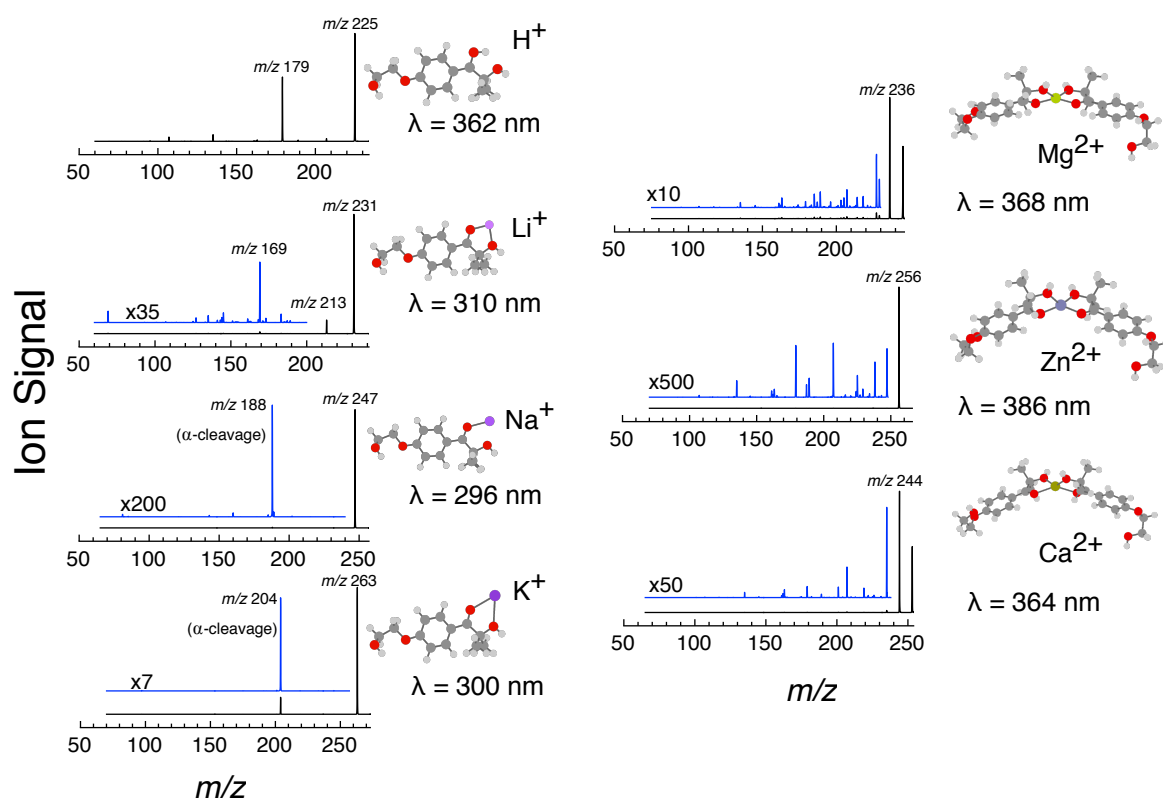 Ion Signal
m/z 225
m/z 179
H+
λ = 362 nm
50 100 150 200
m/z 231
m/z 169
m/z 213
x35
Li+
λ = 310 nm
50 100 150 200
m/z 247
m/z 188
(α-cleavage)
x200
Na+
λ = 296 nm
50 100 150 200 250
m/z 263
m/z 204
(α-cleavage)
x7
K+
λ = 300 nm
50 100 150 200 250
m/z
m/z 236
x10
Mg2+
λ = 368 nm
50 100 150 200
m/z 256
x500
Zn2+
λ = 386 nm
50 100 150 200 250
m/z 244
x50
Ca2+
λ = 364 nm
50 100 150 200 250
m/z